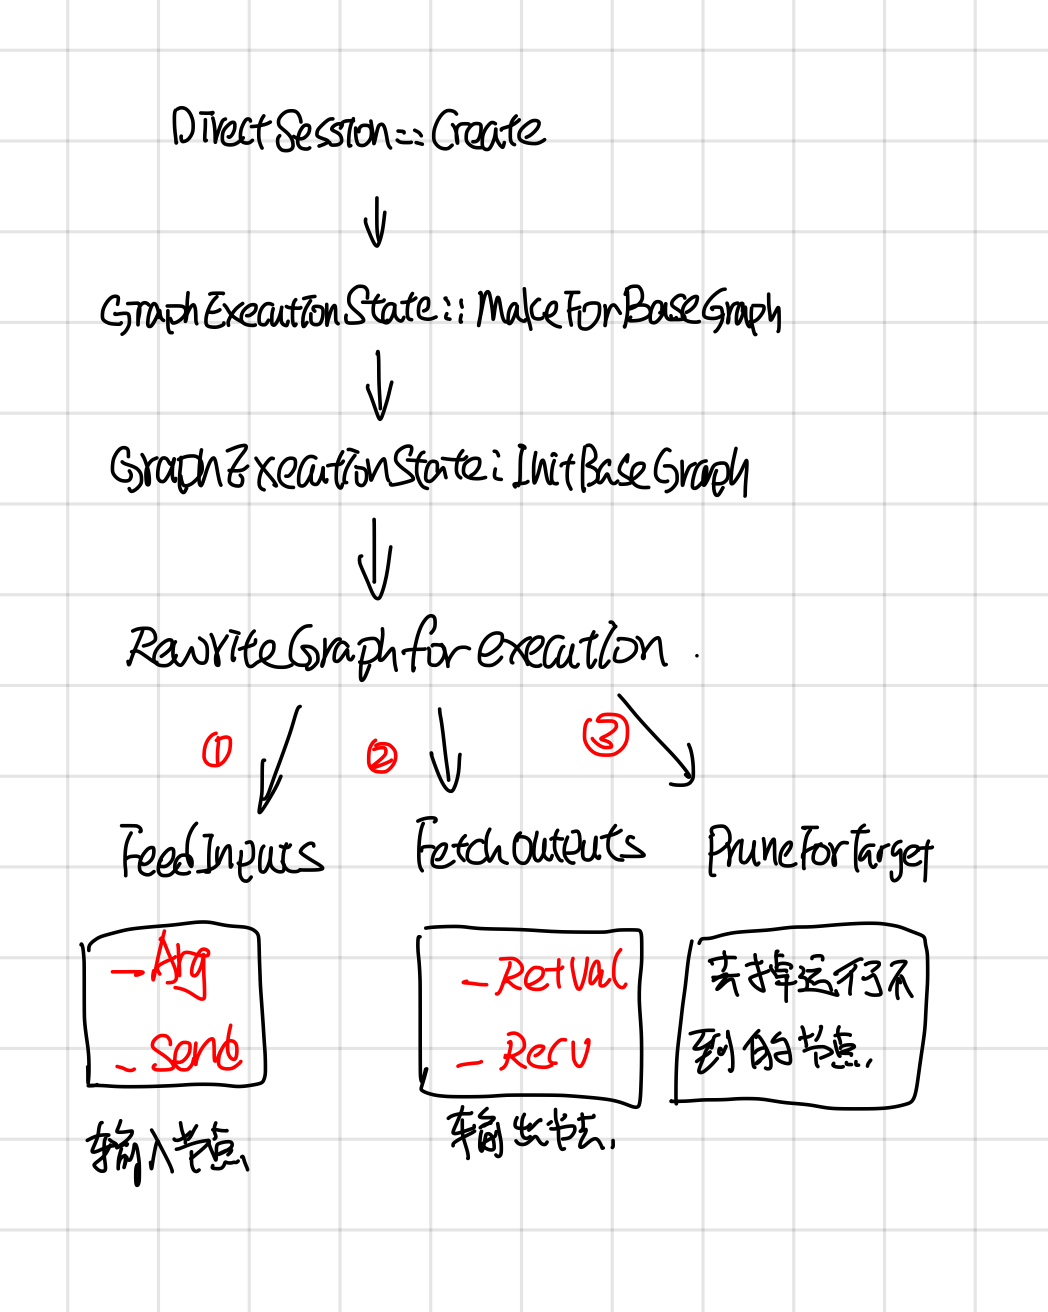 DirectSession::Create
GraphExecutionState::MakeForBaseGraph
GraphExecutionState:InitBaseGraph
RewriteGraphforexecution.
① ② ③
FeedInputs FetchOutputs PruneForTarget
_Arg
_Send
输入节点
_RetVal
_Recv
输出节点.
去掉运行不
到的节点.